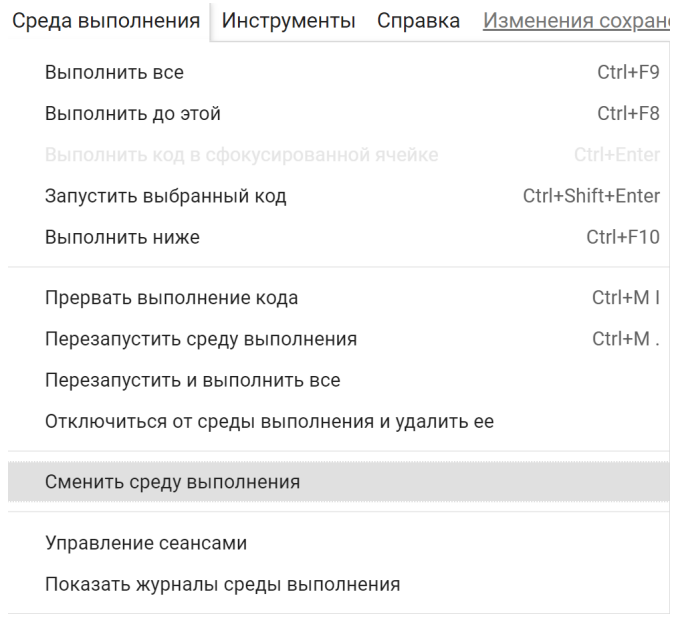 Среда выполнения Инструменты Справка Изменения сохран
Выполнить все Ctrl+F9
Выполнить до этой Ctrl+F8
Выполнить код в сфокусированной ячейке Ctrl+Enter
Запустить выбранный код Ctrl+Shift+Enter
Выполнить ниже Ctrl+F10
Прервать выполнение кода Ctrl+M I
Перезапустить среду выполнения Ctrl+M .
Перезапустить и выполнить все
Отключиться от среды выполнения и удалить ее
Сменить среду выполнения
Управление сеансами
Показать журналы среды выполнения